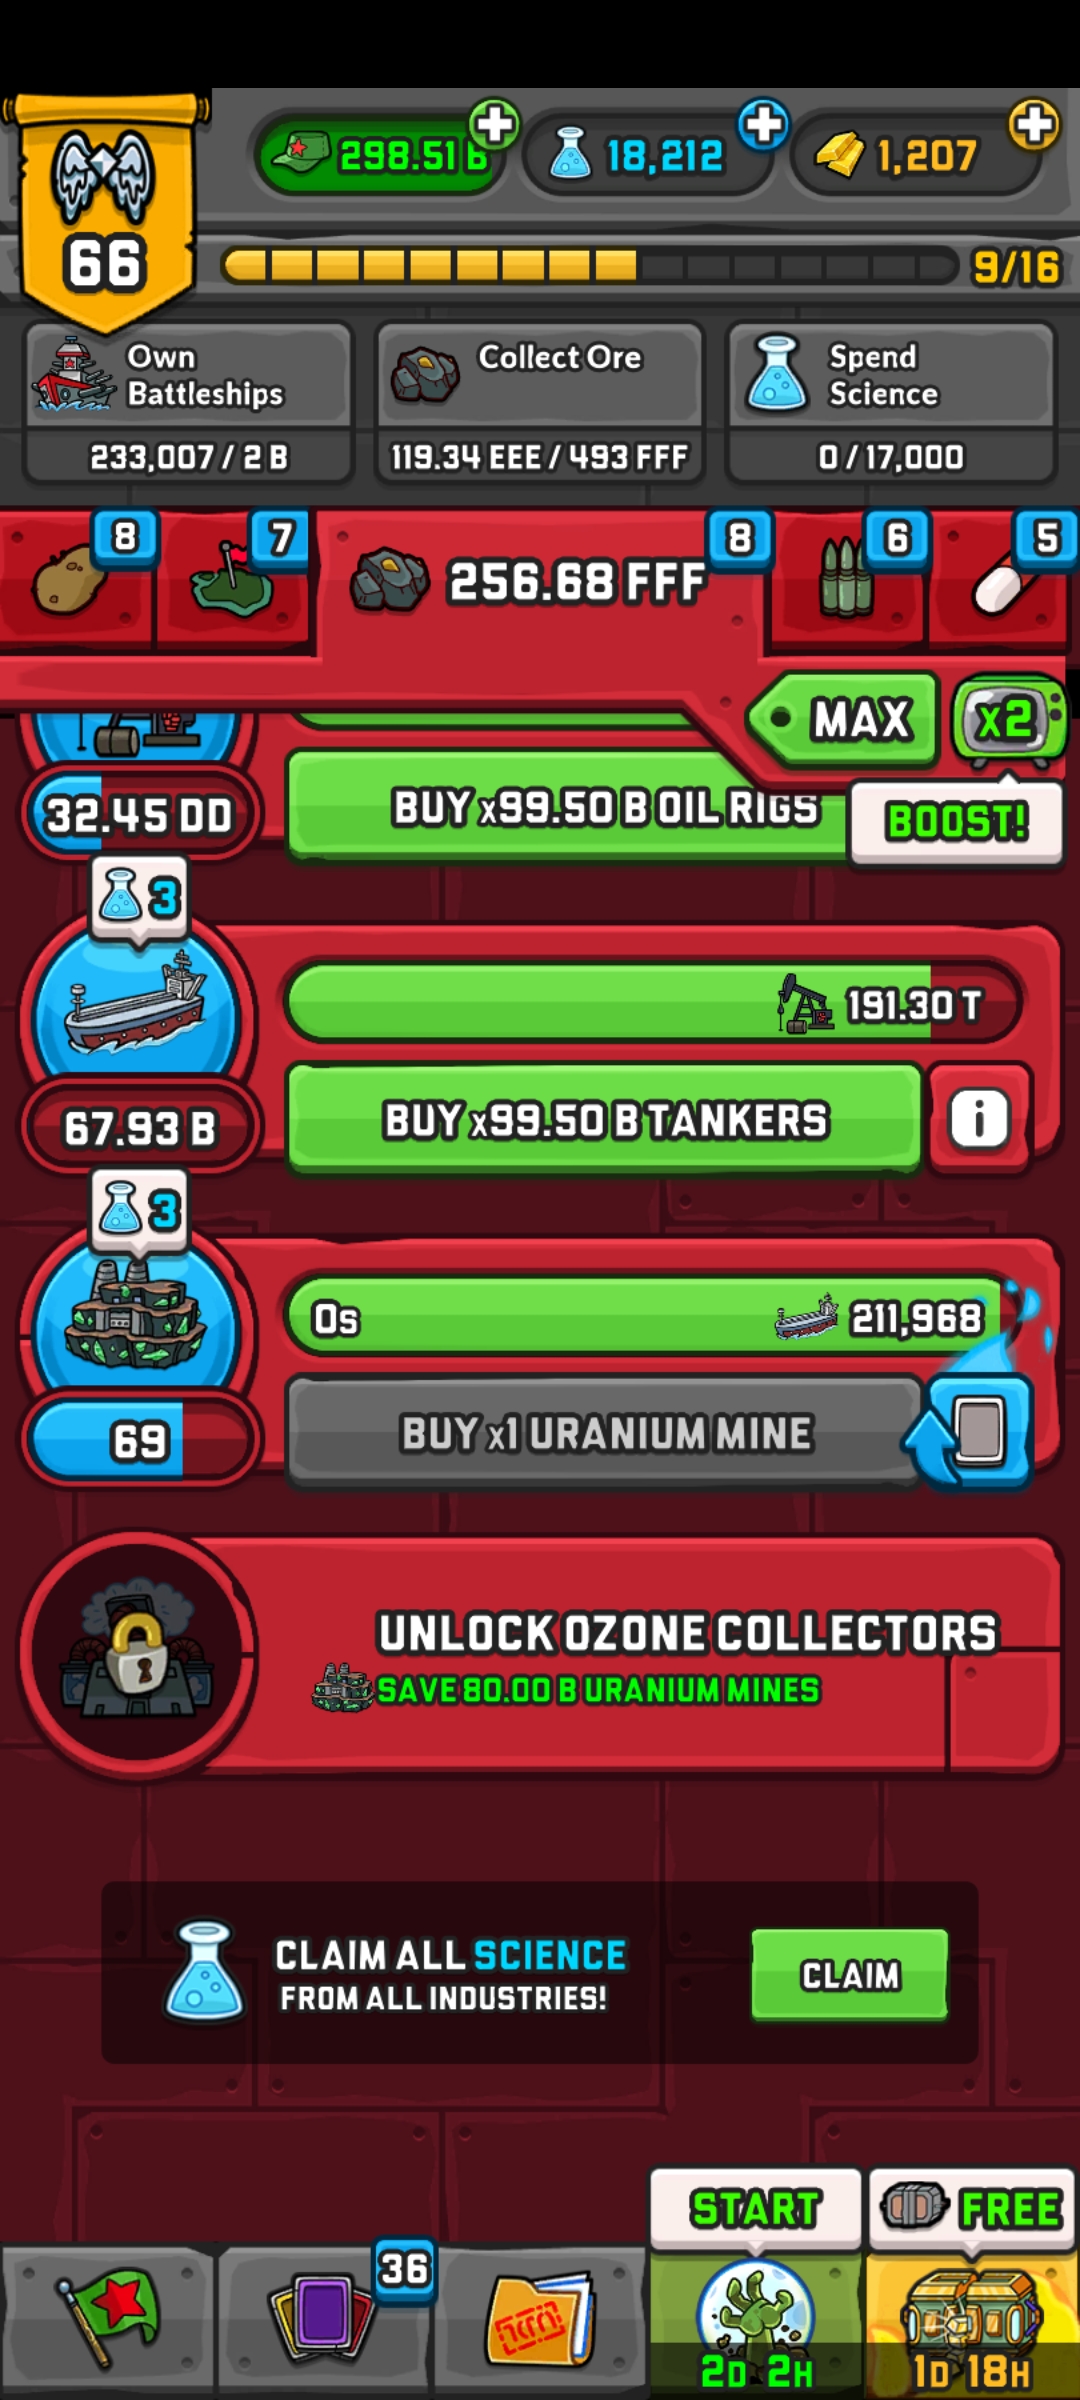 298.51 B
18,212
1,207
66
9/16
Own
Battleships
Collect Ore
Spend
Science
233,007 / 2 B
119.34 EEE / 493 FFF
0 / 17,000
8
7
256.68 FFF
8
6
5
MAX
x2
32.45 DD
BUY x99.50 B OIL RIGS
BOOST!
3
191.30 T
67.93 B
BUY x99.50 B TANKERS
i
3
0s
211,968
69
BUY x1 URANIUM MINE
UNLOCK OZONE COLLECTORS
SAVE 80.00 B URANIUM MINES
CLAIM ALL SCIENCE
FROM ALL INDUSTRIES!
CLAIM
START
FREE
36
2D 2H
1D 18H